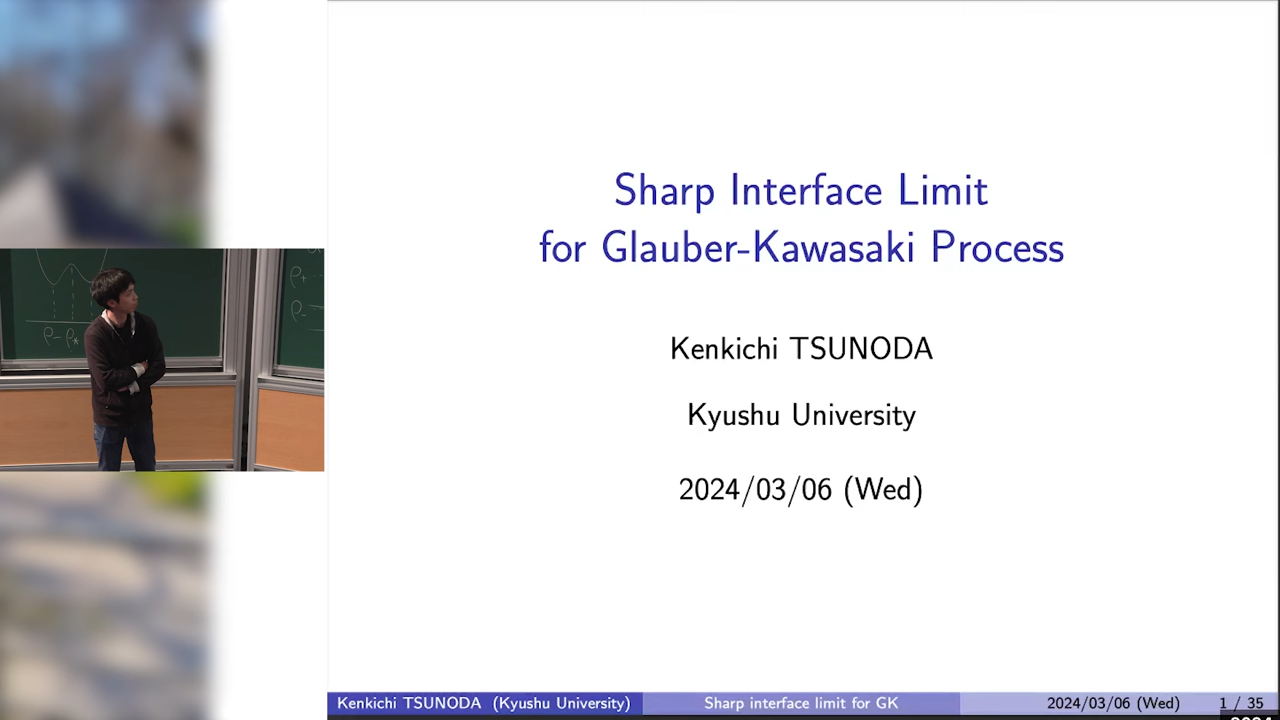 Sharp Interface Limit
for Glauber-Kawasaki Process
Kenkichi TSUNODA
Kyushu University
2024/03/06 (Wed)
ρ- ρ*
ρ+
ρ-
Kenkichi TSUNODA (Kyushu University)
Sharp interface limit for GK
2024/03/06 (Wed)
1 / 35